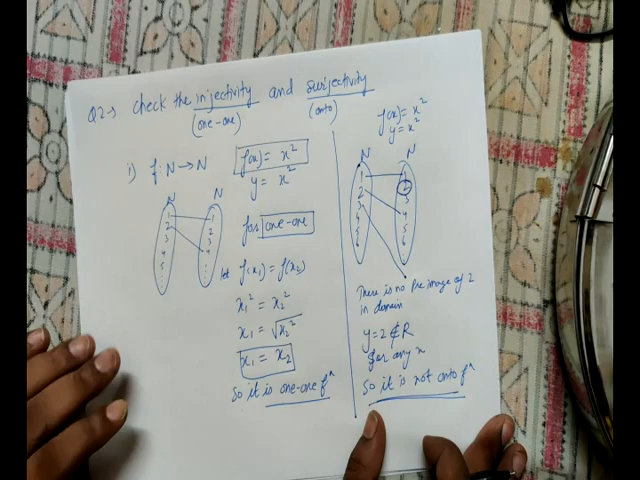 Q2→ Check the injectivity and surjectivity
(one-one) (onto)
i) f: N → N
f(x) = x²
y = x²
N N
1 1
2 2
3 3
4 4
5
for one-one
let f(x₁) = f(x₂)
x₁² = x₂²
x₁ = √x₂²
x₁ = x₂
So it is one-one fⁿ
f(x) = x²
y = x²
N N
1 1
2 2
3 3
4 4
5 5
6 6
There is no Pre image of 2
in domain
y = 2 ∉ R
for any x
So it is not onto fⁿ